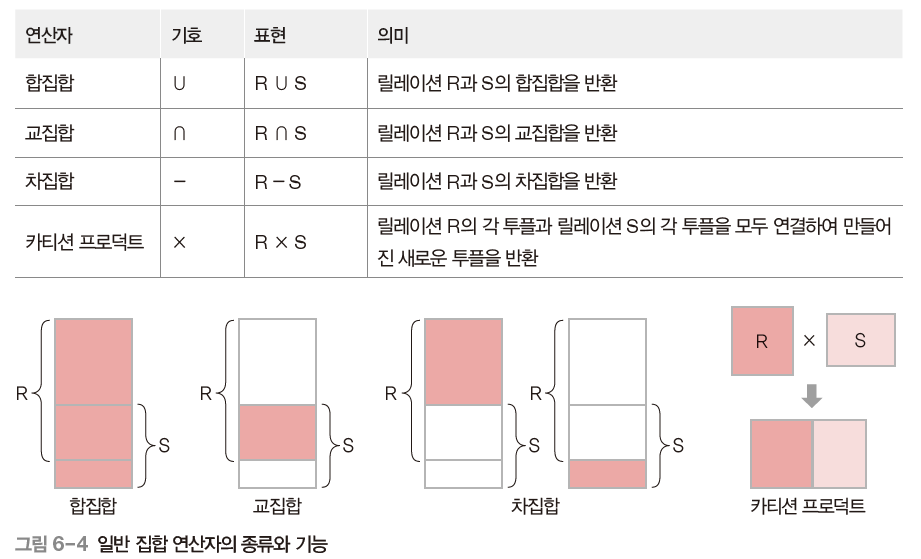 연산자 기호 표현 의미
합집합 ∪ R ∪ S 릴레이션 R과 S의 합집합을 반환
교집합 ∩ R ∩ S 릴레이션 R과 S의 교집합을 반환
차집합 − R − S 릴레이션 R과 S의 차집합을 반환
카티션 프로덕트 × R × S 릴레이션 R의 각 투플과 릴레이션 S의 각 투플을 모두 연결하여 만들어
진 새로운 투플을 반환
R S
합집합
R S
교집합
R S R S
차집합
R × S
카티션 프로덕트
그림 6-4 일반 집합 연산자의 종류와 기능